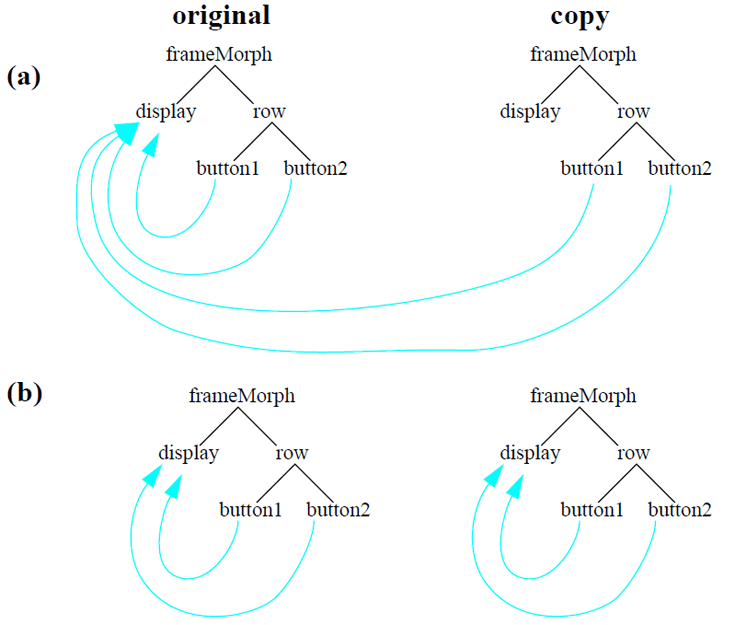 original copy
(a)
frameMorph frameMorph
display row display row
button1 button2 button1 button2
(b)
frameMorph frameMorph
display row display row
button1 button2 button1 button2